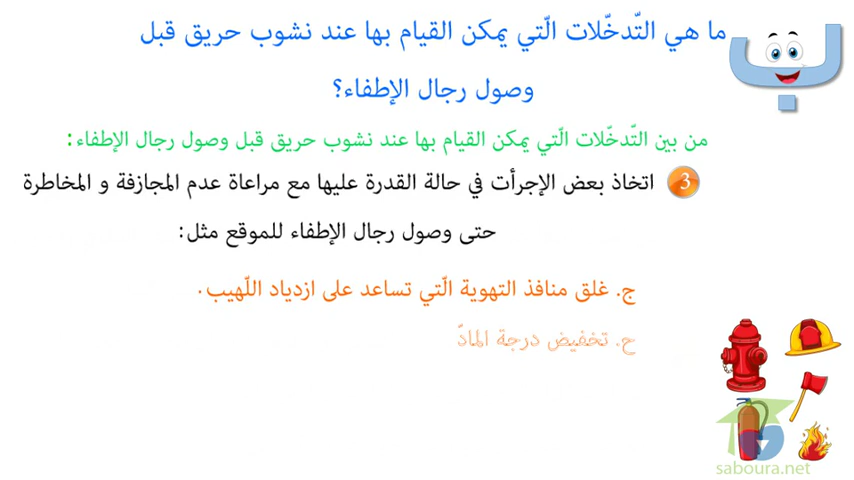 ما هي التّدخّلات الّتي يمكن القيام بها عند نشوب حريق قبل
وصول رجال الإطفاء؟
من بين التّدخّلات الّتي يمكن القيام بها عند نشوب حريق قبل وصول رجال الإطفاء:
3 اتخاذ بعض الإجرأت في حالة القدرة عليها مع مراعاة عدم المجازفة و المخاطرة
حتى وصول رجال الإطفاء للموقع مثل:
ج. غلق منافذ التهوية الّتي تساعد على ازدياد اللّهيب.
ح. تخفيض درجة المادّ
saboura.net